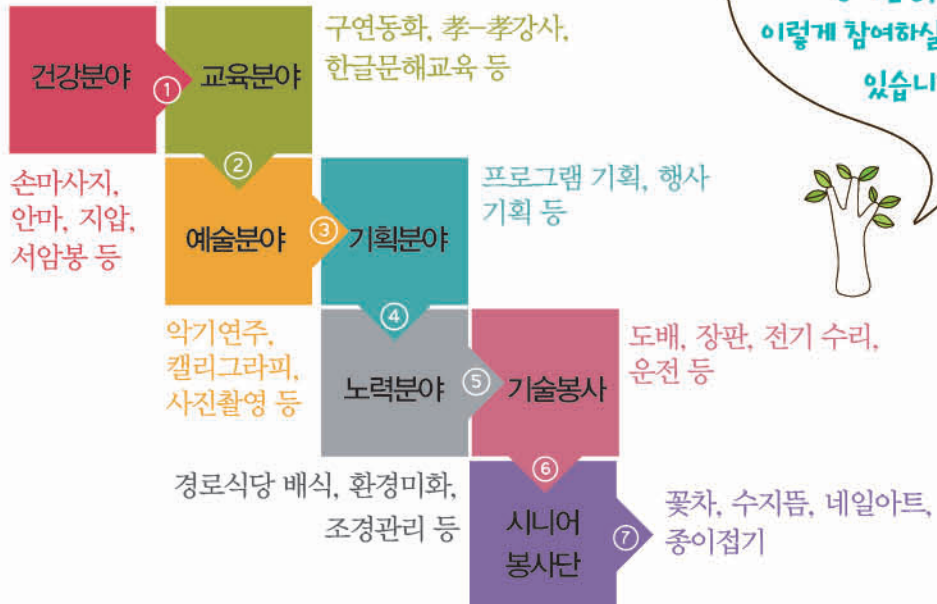 이렇게
있습니
건강분야
①
교육분야
구연동화, 孝-孝강사,
한글문해교육 등
손마사지,
안마, 지압,
서암봉 등
②
예술분야
③
기획분야
프로그램 기획, 행사
기획 등
악기연주,
캘리그라피,
사진촬영 등
④
노력분야
⑤
기술봉사
도배, 장판, 전기 수리,
운전 등
경로식당 배식, 환경미화,
조경관리 등
⑥
시니어
봉사단
⑦
꽃차, 수지뜸, 네일아트,
종이접기